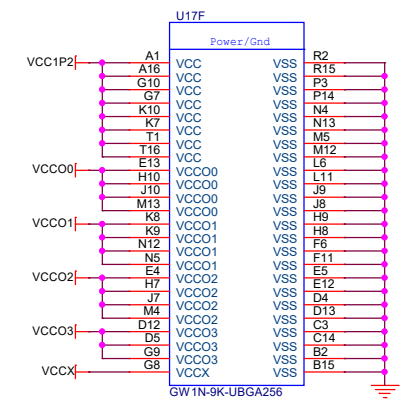 U17F
Power/Gnd
VCC1P2 A1 VCC VSS R2
A16 VCC VSS R15
G10 VCC VSS P3
G7 VCC VSS P14
K10 VCC VSS N4
K7 VCC VSS N13
T1 VCC VSS M5
T16 VCC VSS M12
VCCO0 E13 VCCO0 VSS L6
H10 VCCO0 VSS L11
J10 VCCO0 VSS J9
M13 VCCO0 VSS J8
VCCO1 K8 VCCO1 VSS H9
K9 VCCO1 VSS H8
N12 VCCO1 VSS F6
N5 VCCO1 VSS F11
VCCO2 E4 VCCO2 VSS E5
H7 VCCO2 VSS E12
J7 VCCO2 VSS D4
M4 VCCO2 VSS D13
VCCO3 D12 VCCO3 VSS C3
D5 VCCO3 VSS C14
G9 VCCO3 VSS B2
VCCX G8 VCCX VSS B15
GW1N-9K-UBGA256